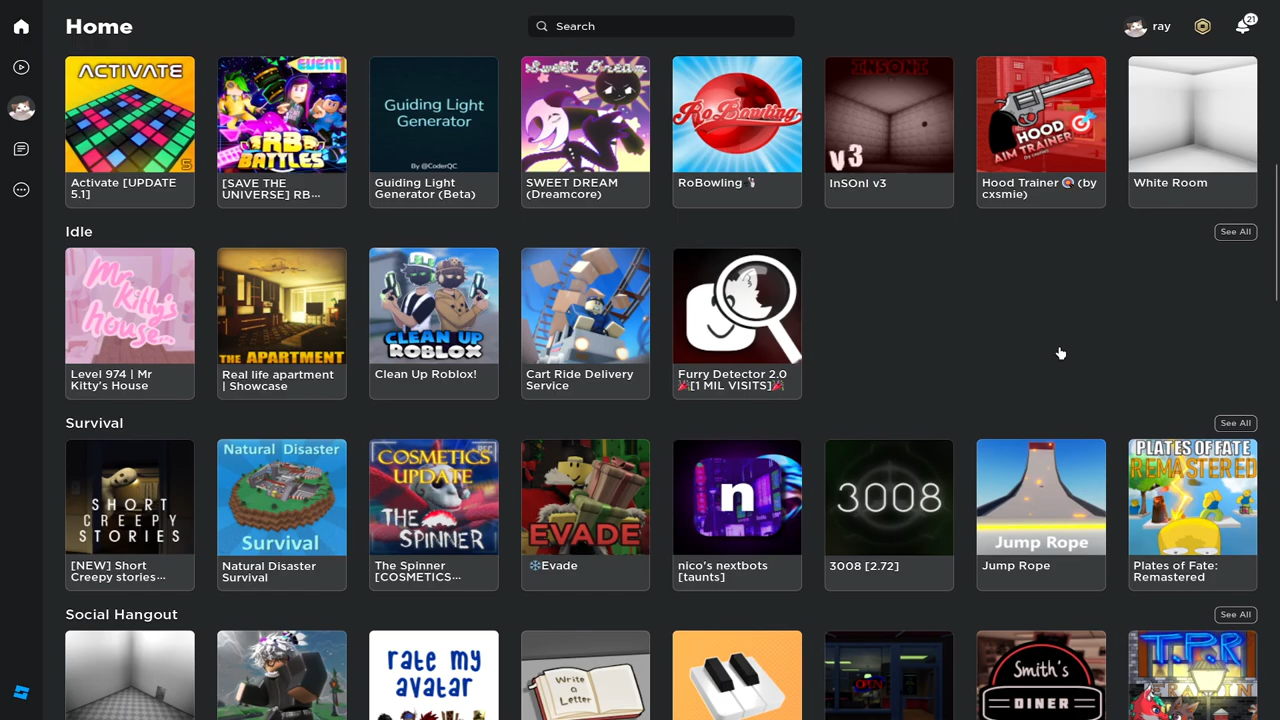 Home
Search
ray
21
ACTIVATE
5
EVENT
RB
BATTLES
Guiding Light
Generator
By @CoderQC
Sweet Dream
RoBowling
INSONI
v3
HOOD
AIM TRAINER
Activate [UPDATE
5.1]
[SAVE THE
UNIVERSE] RB···
Guiding Light
Generator (Beta)
SWEET DREAM
(Dreamcore)
RoBowling🎳
InSOnI v3
Hood Trainer 🎯 (by
cxsmie)
White Room
Idle
See All
Mr
Kitty's
house
THE APARTMENT
CLEAN UP
ROBLOX
Level 974 | Mr
Kitty's House
Real life apartment
| Showcase
Clean Up Roblox!
Cart Ride Delivery
Service
Furry Detector 2.0
🎉[1 MIL VISITS]🎉
Survival
See All
SHORT
CREEPY
STORIES
Natural Disaster
Survival
COSMETICS
UPDATE
THE
SPINNER
EVADE
n
3008
Jump Rope
PLATES OF FATE
REMASTERED
[NEW] Short
Creepy stories···
Natural Disaster
Survival
The Spinner
[COSMETICS···
❄️Evade
nico's nextbots
[taunts]
3008 [2.72]
Jump Rope
Plates of Fate:
Remastered
Social Hangout
See All
rate my
avatar
Write
a
Letter
OPEN
Smith's
DINER
T.P.R